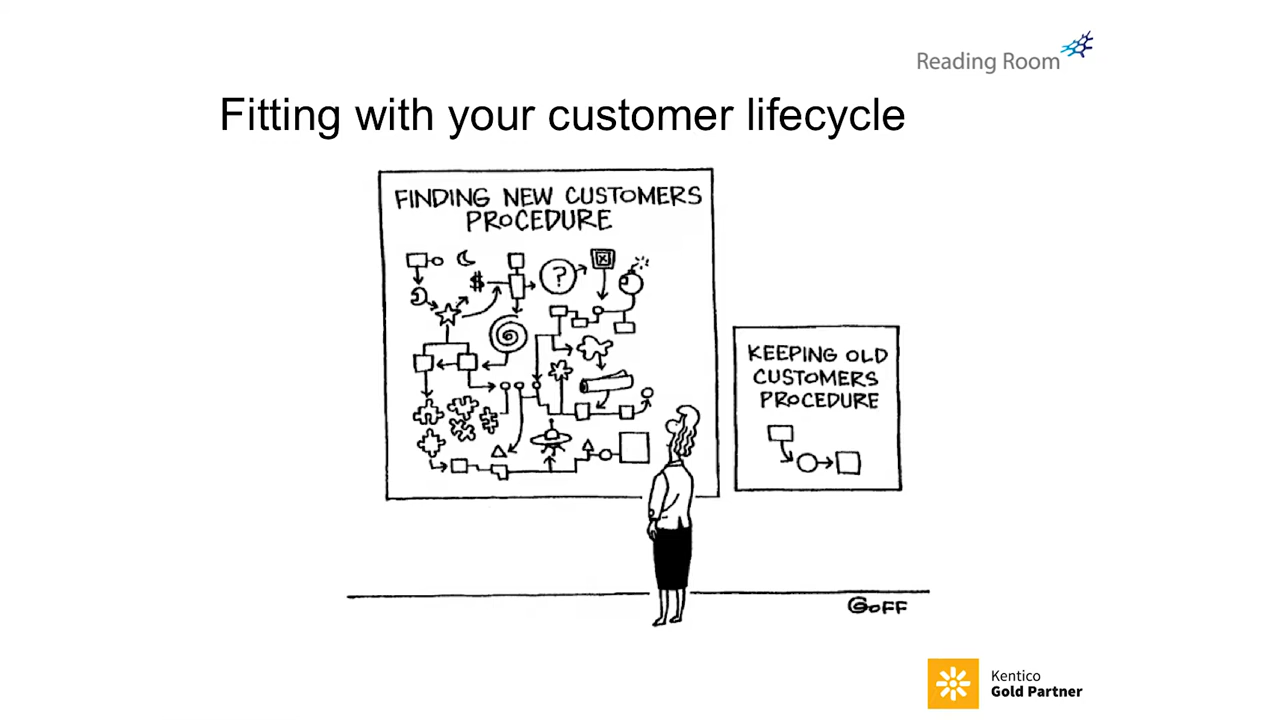 Reading Room
Fitting with your customer lifecycle
FINDING NEW CUSTOMERS
PROCEDURE
$
?
KEEPING OLD
CUSTOMERS
PROCEDURE
GOFF
Kentico
Gold Partner